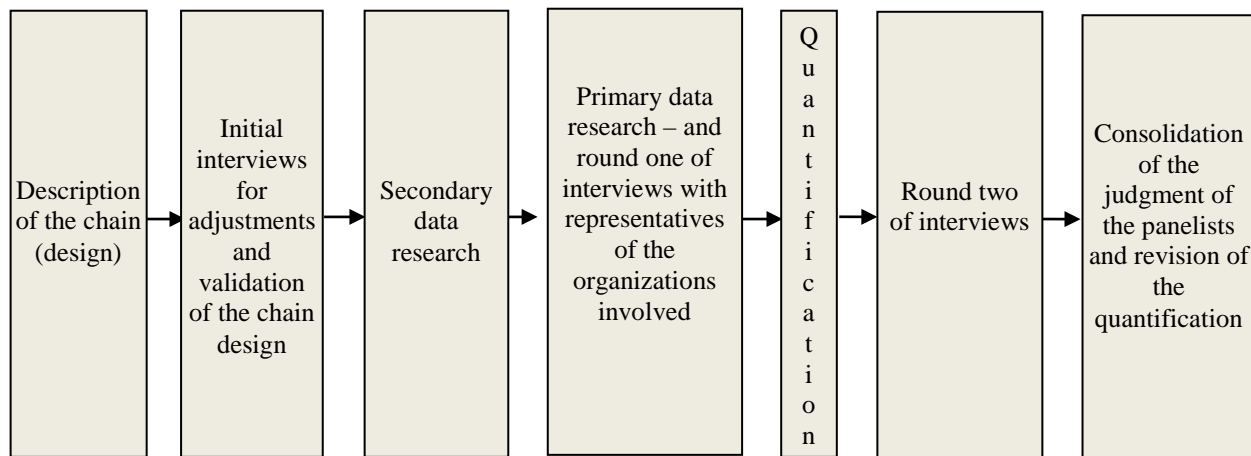 Description
of the chain
(design)
Initial
interviews
for
adjustments
and
validation
of the chain
design
Secondary
data
research
Primary data
research – and
round one of
interviews with
representatives
of the
organizations
involved
Q
u
a
n
t
i
f
i
c
a
t
i
o
n
Round two
of interviews
Consolidation
of the
judgment of
the panelists
and revision of
the
quantification